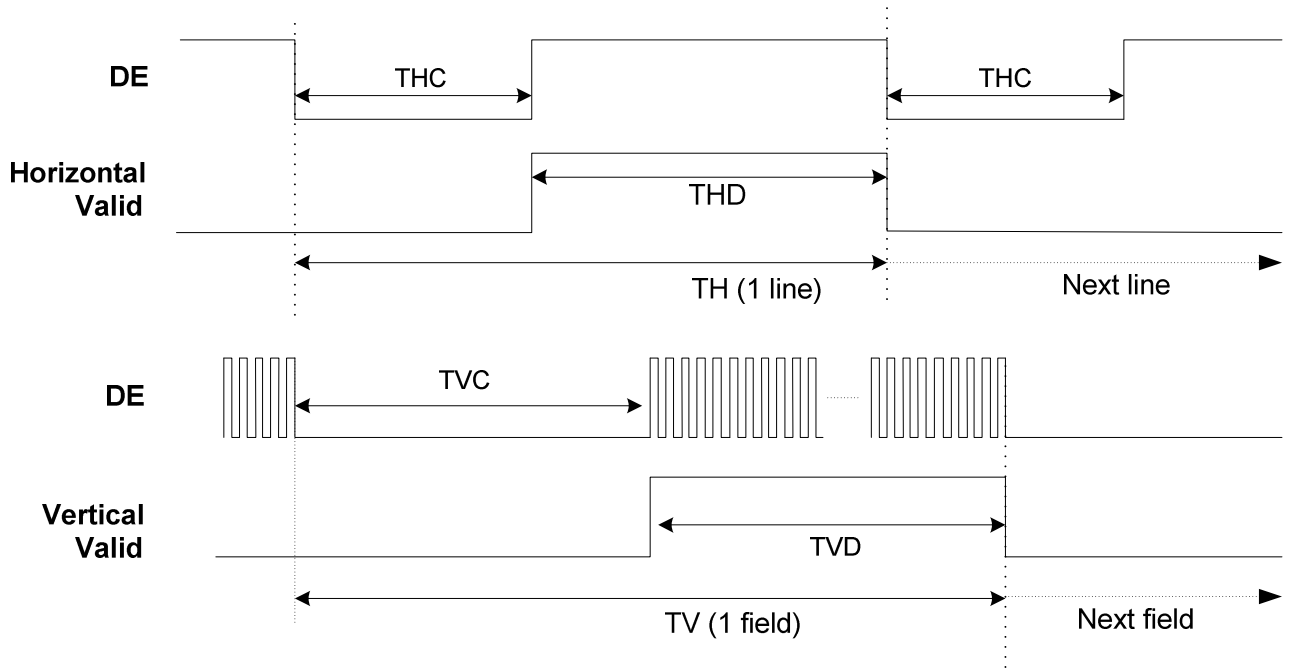 DE
THC
THC
Horizontal
Valid
THD
TH (1 line)
Next line
DE
TVC
Vertical
Valid
TVD
TV (1 field)
Next field